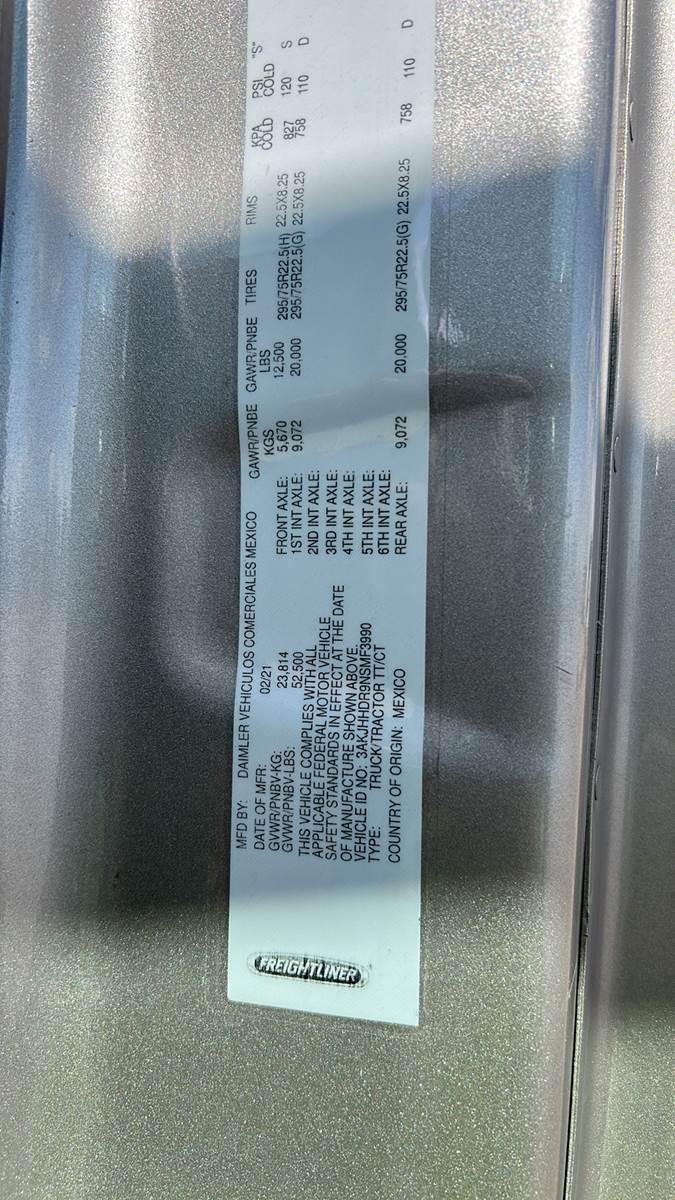 FREIGHTLINER
MFD BY: DAIMLER VEHICULOS COMERCIALES MEXICO
DATE OF MFR: 02/21
GVWR/PNBV-KG: 23,814
GVWR/PNBV-LBS: 52,500
THIS VEHICLE COMPLIES WITH ALL
APPLICABLE FEDERAL MOTOR VEHICLE
SAFETY STANDARDS IN EFFECT AT THE DATE
OF MANUFACTURE SHOWN ABOVE.
VEHICLE ID NO: 3AKJHHDR9NSMF3990
TYPE: TRUCK/TRACTOR TT/CT
COUNTRY OF ORIGIN: MEXICO
GAWR/PNBE GAWR/PNBE TIRES RIMS KPA PSI "S"
KGS LBS COLD COLD
FRONT AXLE: 5,670 12,500 295/75R22.5(H) 22.5X8.25 827 120 S
1ST INT AXLE: 9,072 20,000 295/75R22.5(G) 22.5X8.25 758 110 D
2ND INT AXLE:
3RD INT AXLE:
4TH INT AXLE:
5TH INT AXLE:
6TH INT AXLE:
REAR AXLE: 9,072 20,000 295/75R22.5(G) 22.5X8.25 758 110 D